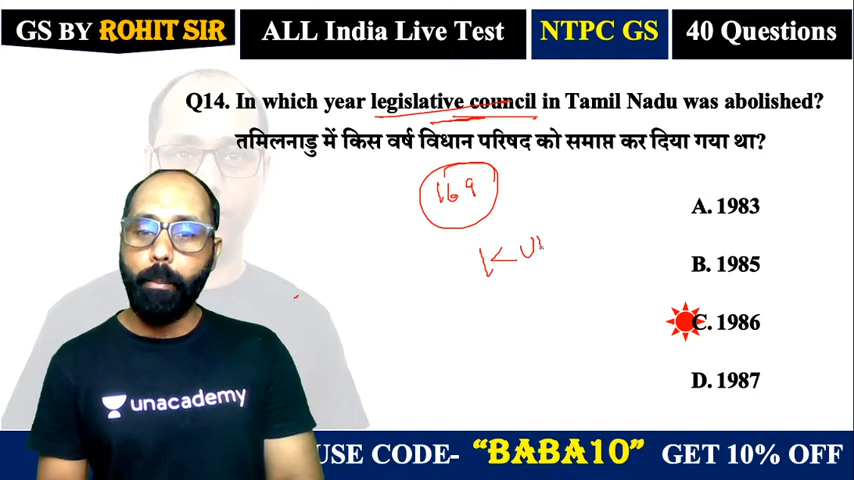 GS BY ROHIT SIR
ALL India Live Test
NTPC GS
40 Questions
Q14. In which year legislative council in Tamil Nadu was abolished?
तमिलनाडु में किस वर्ष विधान परिषद को समाप्त कर दिया गया था?
169
A. 1983
B. 1985
C. 1986
D. 1987
unacademy
USE CODE- “BABA10” GET 10% OFF